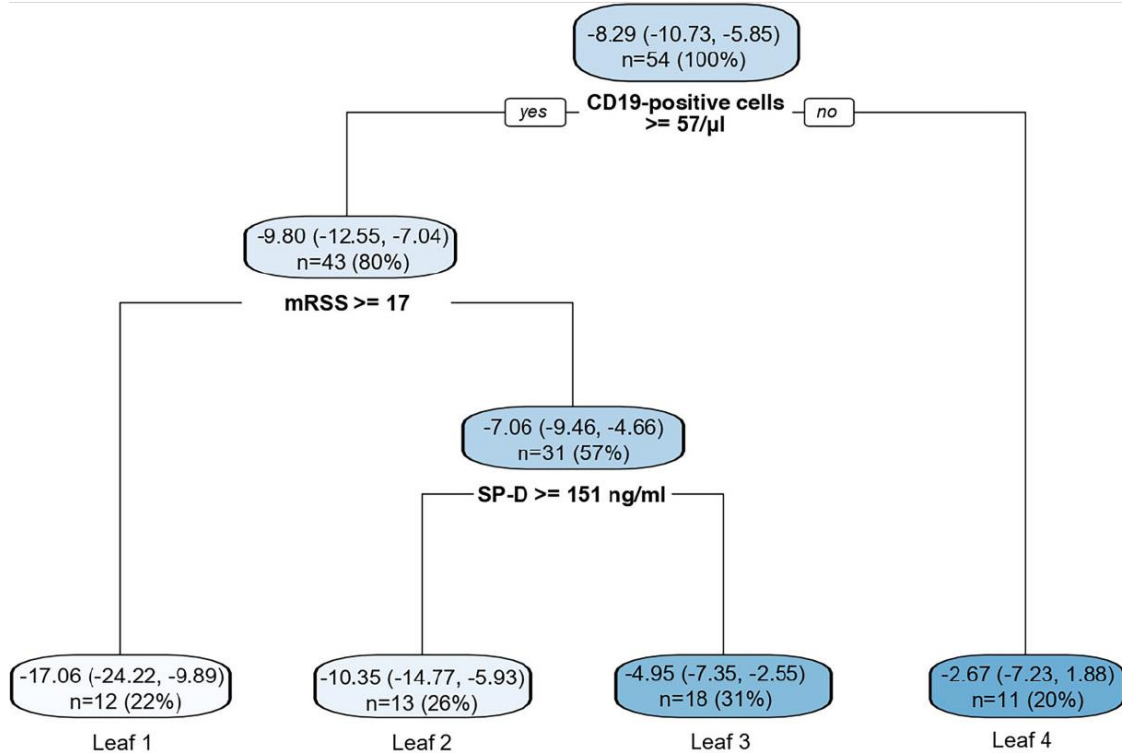 -8.29 (-10.73, -5.85)
n=54 (100%)
yes
CD19-positive cells
no
>= 57/µl
-9.80 (-12.55, -7.04)
n=43 (80%)
mRSS >= 17
-7.06 (-9.46, -4.66)
n=31 (57%)
SP-D >= 151 ng/ml
-17.06 (-24.22, -9.89)
n=12 (22%)
-10.35 (-14.77, -5.93)
n=13 (26%)
-4.95 (-7.35, -2.55)
n=18 (31%)
-2.67 (-7.23, 1.88)
n=11 (20%)
Leaf 1
Leaf 2
Leaf 3
Leaf 4